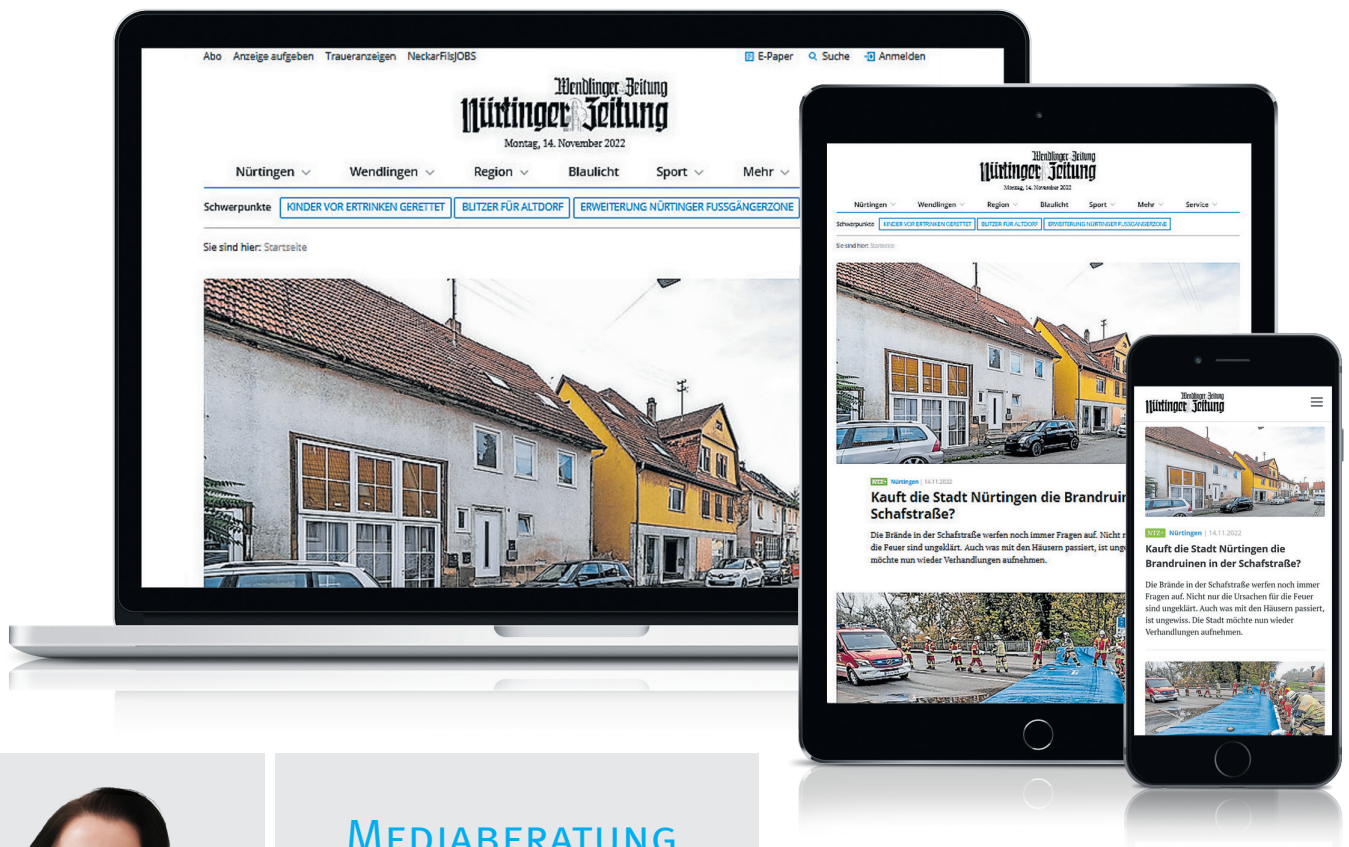 Abo Anzeige aufgeben Traueranzeigen NeckarFilsJOBS E-Paper Suche Anmelden
Wendlinger Zeitung
Nürtinger Zeitung
Montag, 14. November 2022
Nürtingen Wendlingen Region Blaulicht Sport Mehr
Schwerpunkte KINDER VOR ERTRINKEN GERETTET BLITZER FÜR ALTDORF ERWEITERUNG NÜRTINGER FUSSGÄNGERZONE
Sie sind hier: Startseite
Wendlinger Zeitung
Nürtinger Zeitung
Montag, 14. November 2022
Nürtingen Wendlingen Region Blaulicht Sport Mehr Service
Schwerpunkte KINDER VOR ERTRINKEN GERETTET BLITZER FÜR ALTDORF ERWEITERUNG NÜRTINGER FUSSGÄNGERZONE
Sie sind hier: Startseite
NTZ+ Nürtingen | 14.11.2022
Kauft die Stadt Nürtingen die Brandruin
Schafstraße?
Die Brände in der Schafstraße werfen noch immer Fragen auf. Nicht
die Feuer sind ungeklärt. Auch was mit den Häusern passiert, ist
möchte nun wieder Verhandlungen aufnehmen.
Wendlinger Zeitung
Nürtinger Zeitung
NTZ+ Nürtingen | 14.11.2022
Kauft die Stadt Nürtingen die
Brandruinen in der Schafstraße?
Die Brände in der Schafstraße werfen noch immer
Fragen auf. Nicht nur die Ursachen für die Feuer
sind ungeklärt. Auch was mit den Häusern passiert,
ist ungewiss. Die Stadt möchte nun wieder
Verhandlungen aufnehmen.
MEDIABERATUNG